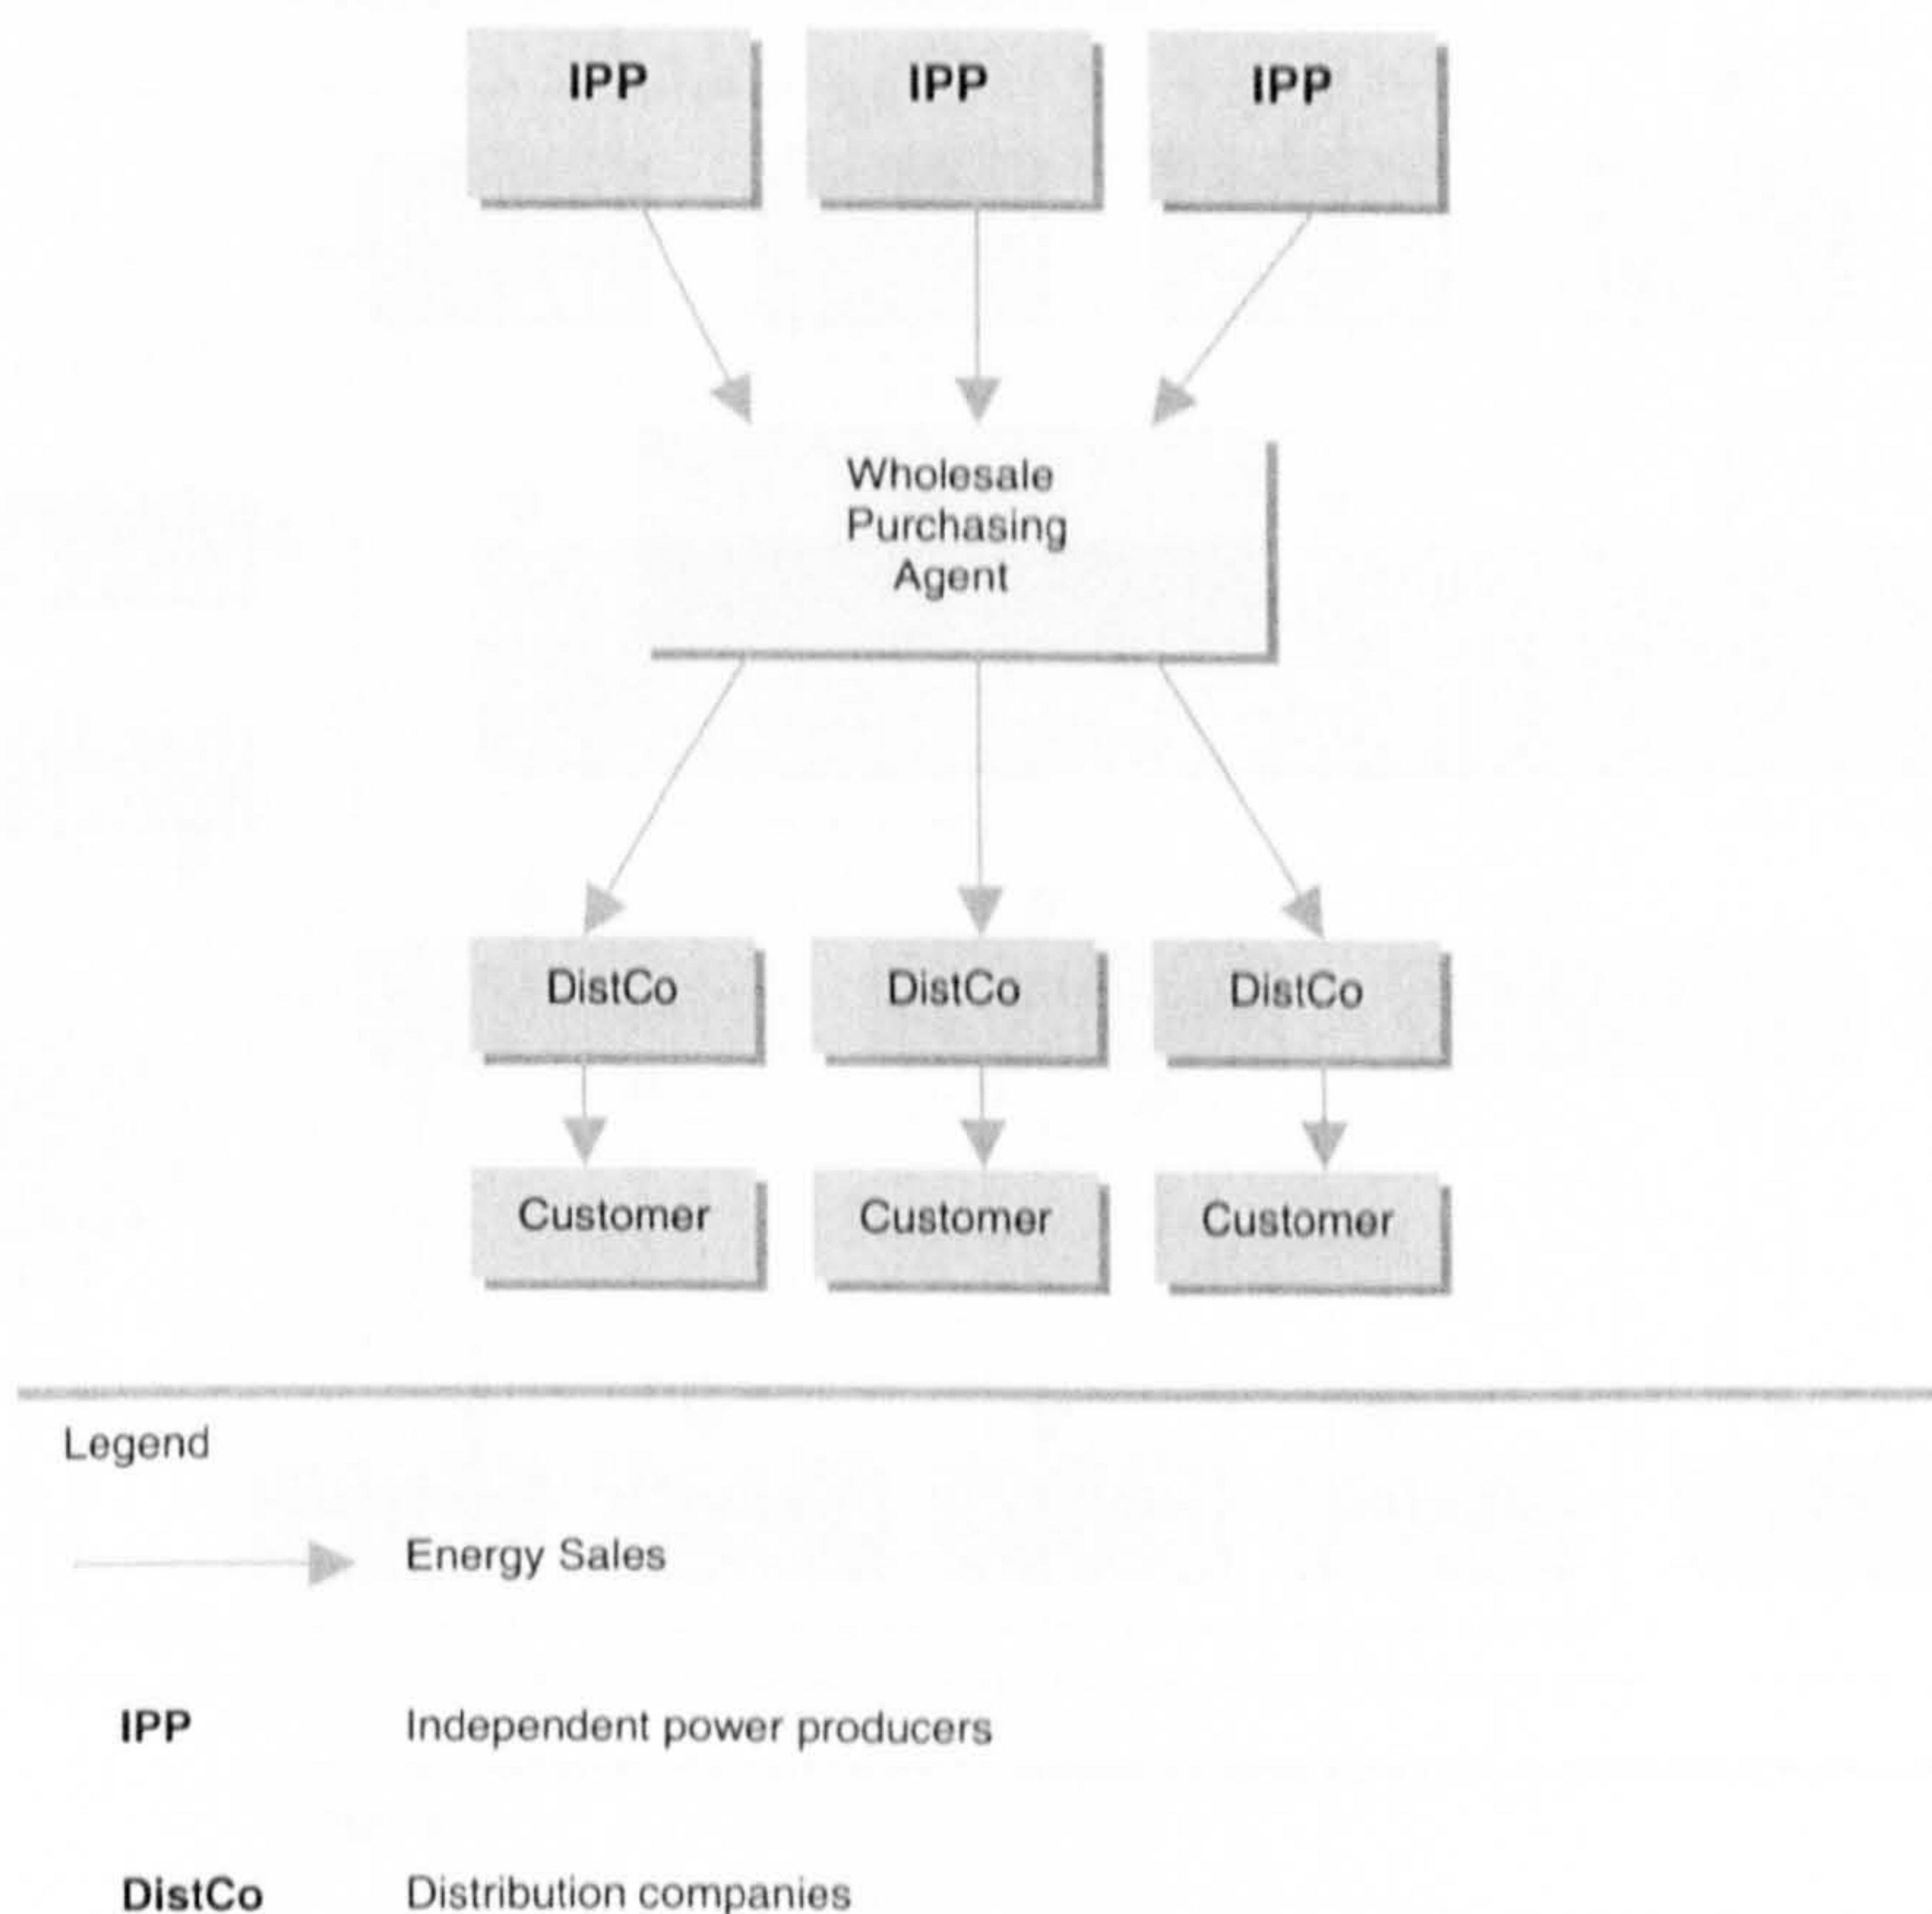 IPP IPP IPP
Wholesale
Purchasing
Agent
DistCo DistCo DistCo
Customer Customer Customer
Legend
Energy Sales
IPP Independent power producers
DistCo Distribution companies